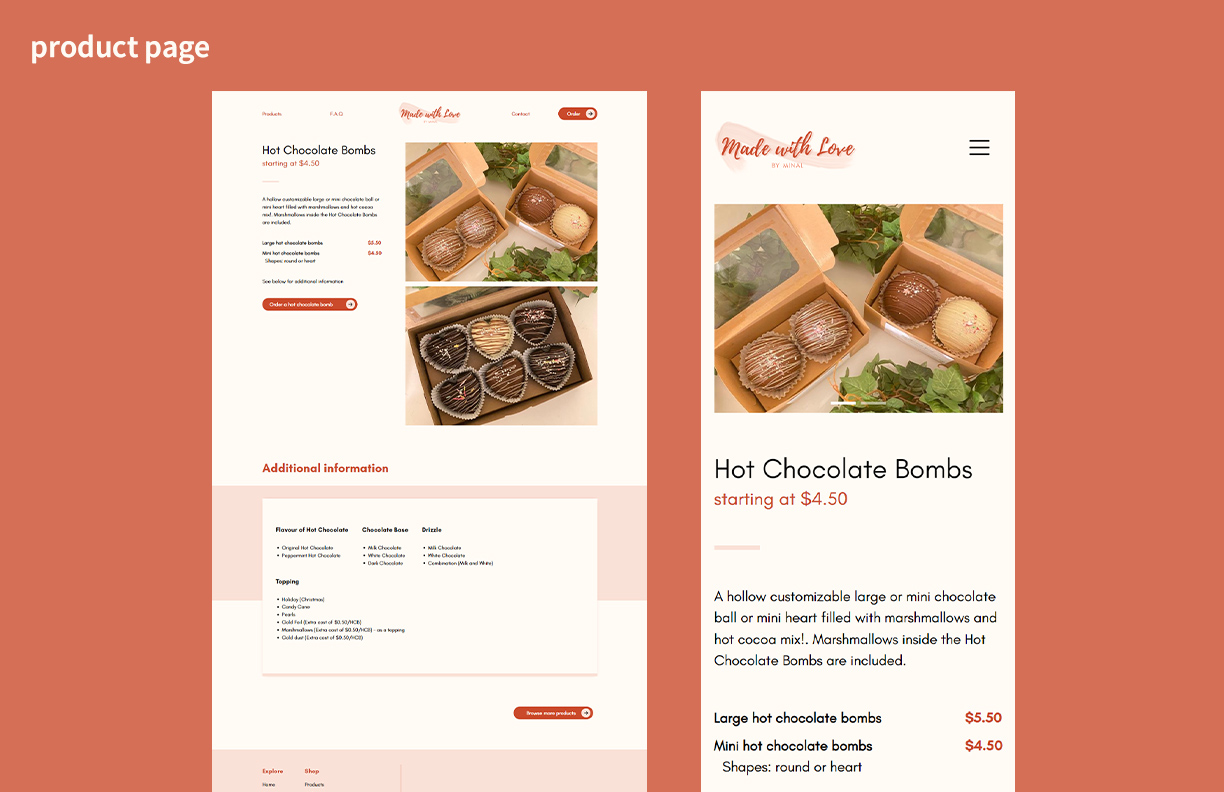 product page
Products
F.A.Q
Made with Love
Contact
Order
Hot Chocolate Bombs
starting at $4.50
A hollow customizable large or mini chocolate ball or
mini heart filled with marshmallows and hot cocoa
mix!. Marshmallows inside the Hot Chocolate Bombs
are included.
Large hot chocolate bombs $5.50
Mini hot chocolate bombs $4.50
Shapes: round or heart
See below for additional information
Order a hot chocolate bomb
Additional information
Flavour of Hot Chocolate
• Original Hot Chocolate
• Peppermint Hot Chocolate
Chocolate Base
• Milk Chocolate
• White Chocolate
• Dark Chocolate
Drizzle
• Milk Chocolate
• White Chocolate
• Combination (Milk and White)
Topping
• Holiday (Christmas)
• Candy Cane
• Pearls
• Gold Foil (Extra cost of $0.50/HCB)
• Marshmallows (Extra cost of $0.50/HCB) - as a topping
• Gold dust (Extra cost of $0.50/HCB)
Browse more products
Explore
Home
Shop
Products
Made with Love
BY MINAL
Hot Chocolate Bombs
starting at $4.50
A hollow customizable large or mini chocolate
ball or mini heart filled with marshmallows and
hot cocoa mix!. Marshmallows inside the Hot
Chocolate Bombs are included.
Large hot chocolate bombs $5.50
Mini hot chocolate bombs $4.50
Shapes: round or heart